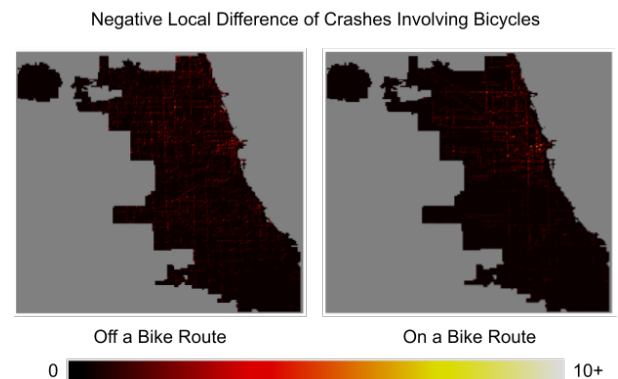 Negative Local Difference of Crashes Involving Bicycles
Off a Bike Route
On a Bike Route
0
10+